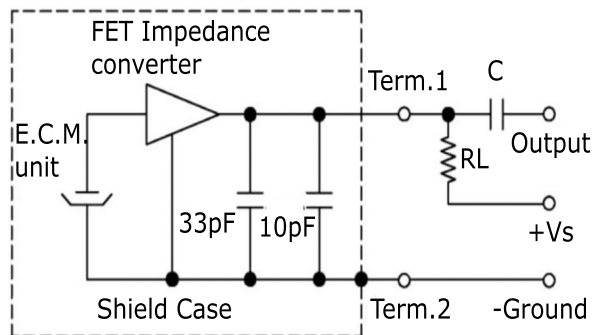 FET Impedance
converter
Term.1
C
E.C.M.
unit
Output
RL
33pF
10pF
+Vs
Shield Case
Term.2
-Ground